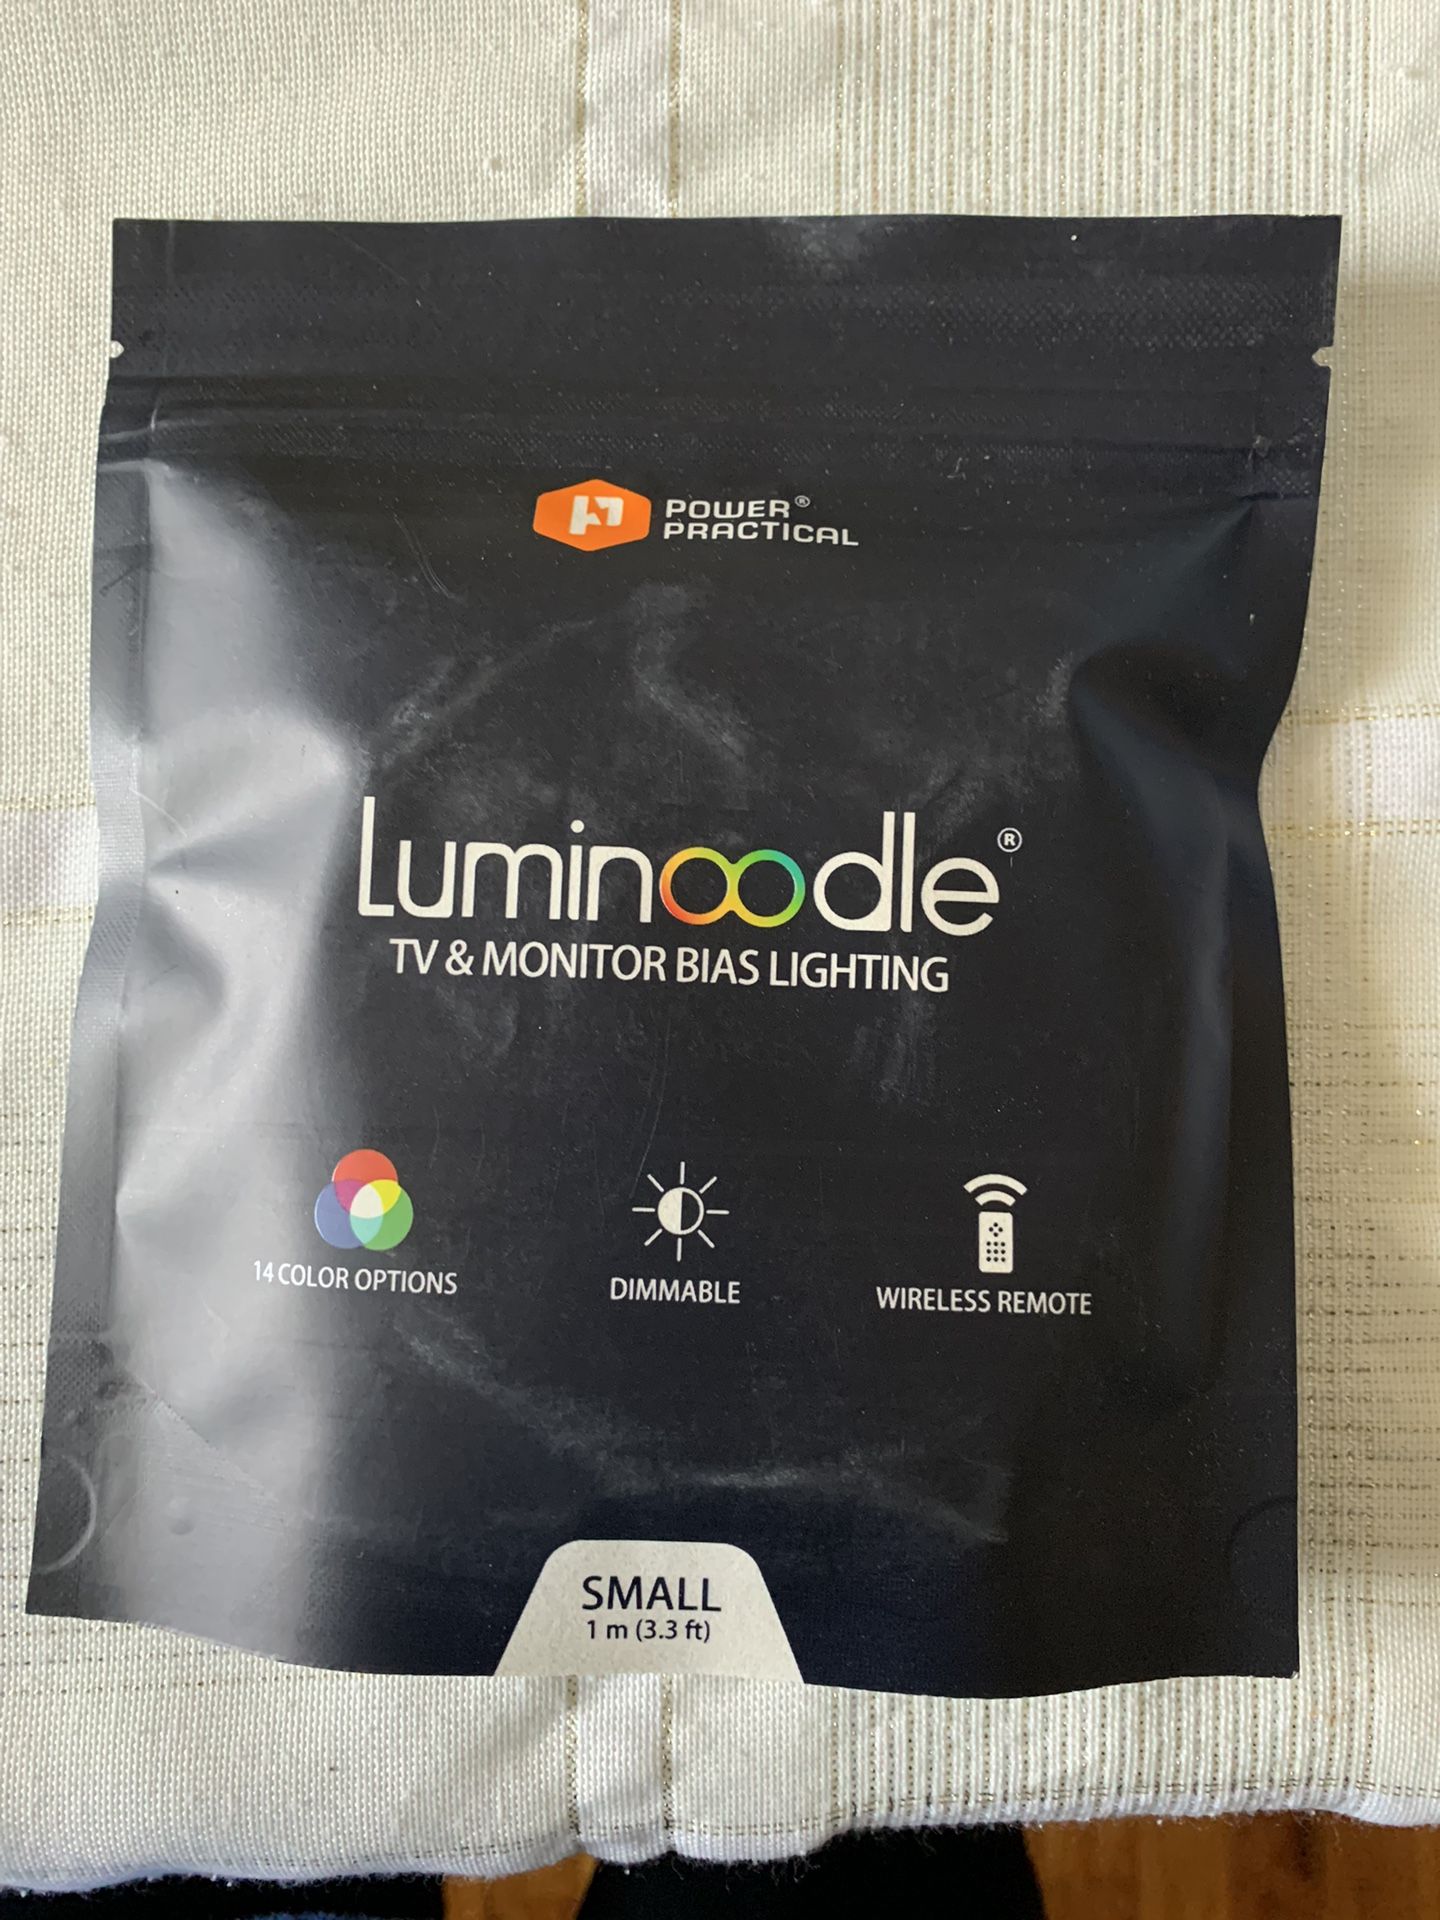 POWER®
PRACTICAL
Luminoodle®
TV & MONITOR BIAS LIGHTING
14 COLOR OPTIONS
DIMMABLE
WIRELESS REMOTE
SMALL
1 m (3.3 ft)